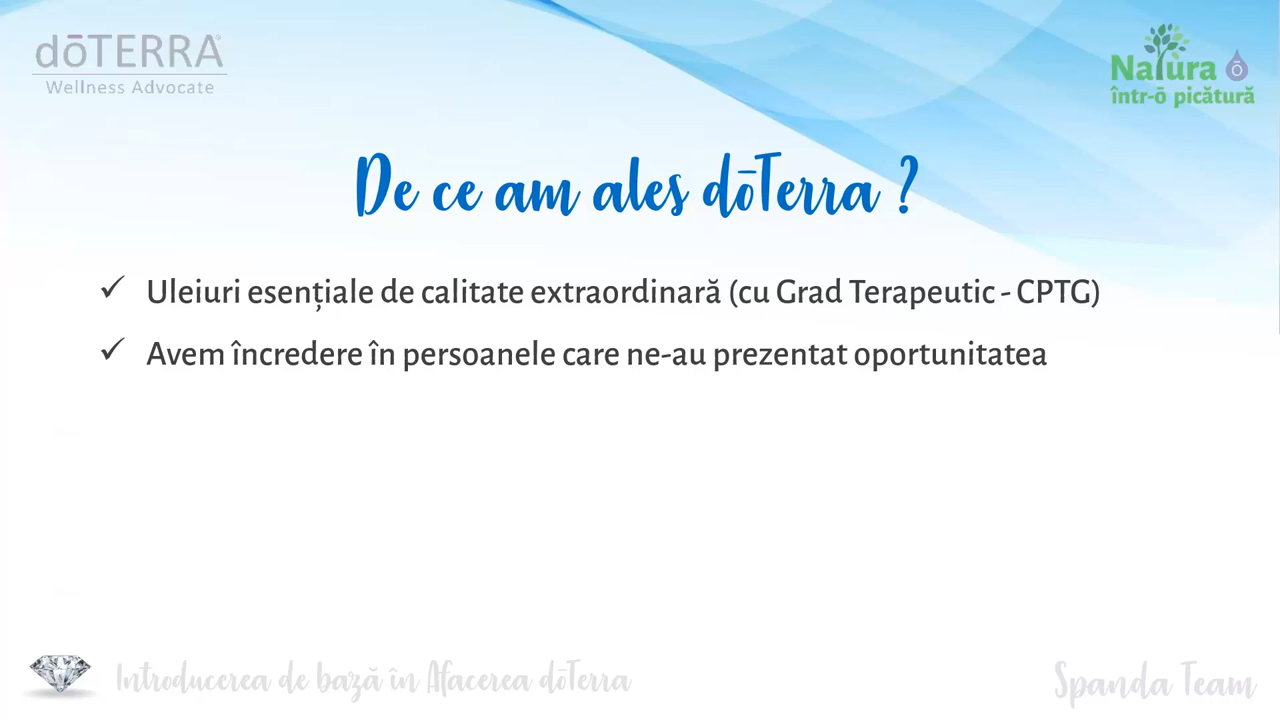 dōTERRA®
Wellness Advocate
Natura ō
într-ō picătură
De ce am ales dōTerra ?
✓ Uleiuri esențiale de calitate extraordinară (cu Grad Terapeutic - CPTG)
✓ Avem încredere în persoanele care ne-au prezentat oportunitatea
Introducerea de bază în Afacerea dōTerra
Spanda Team